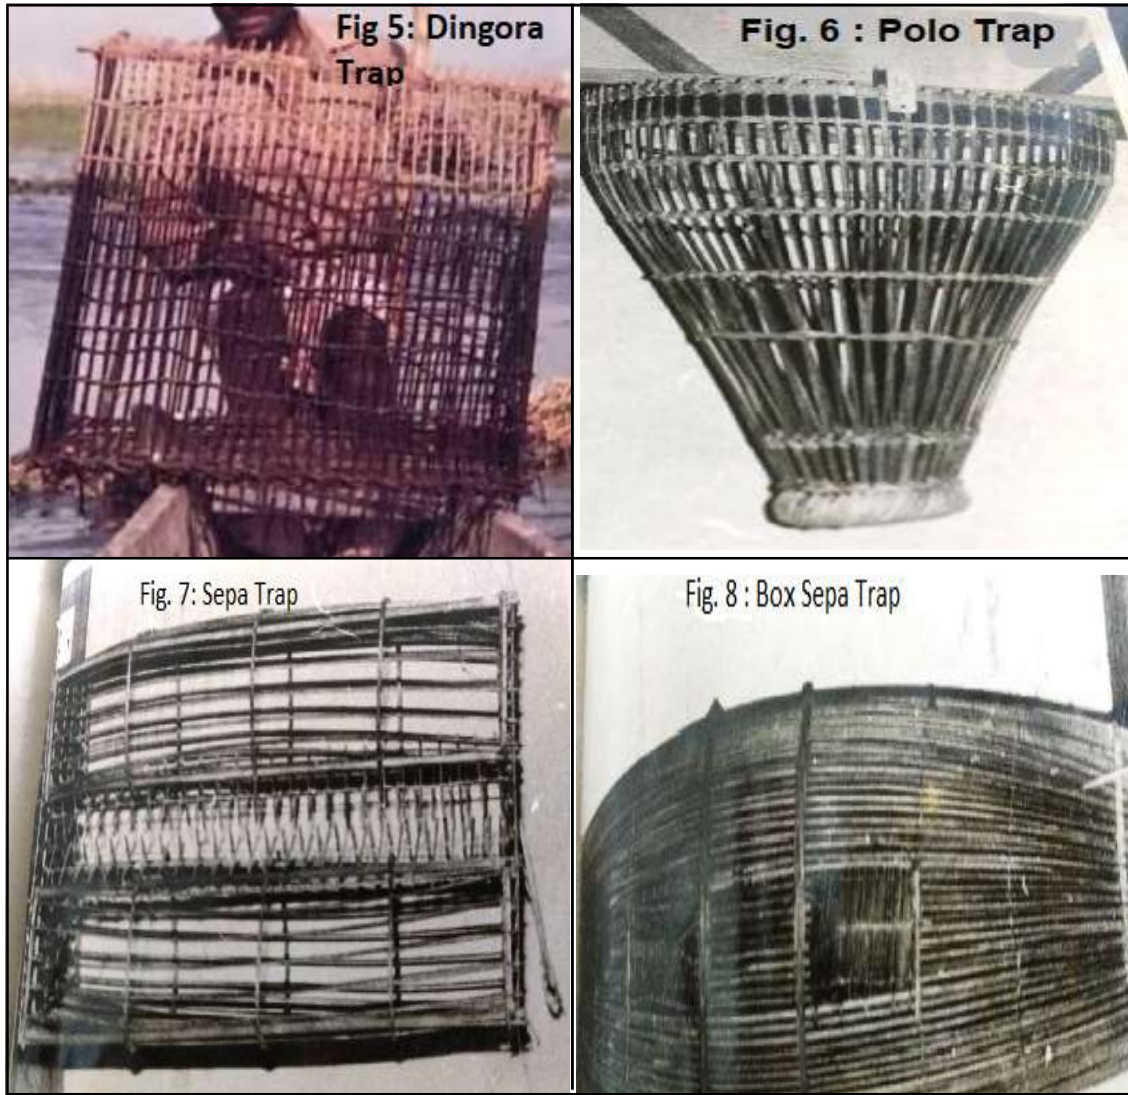 Fig 5: Dingora
Trap
Fig. 6 : Polo Trap
Fig. 7: Sepa Trap
Fig. 8 : Box Sepa Trap